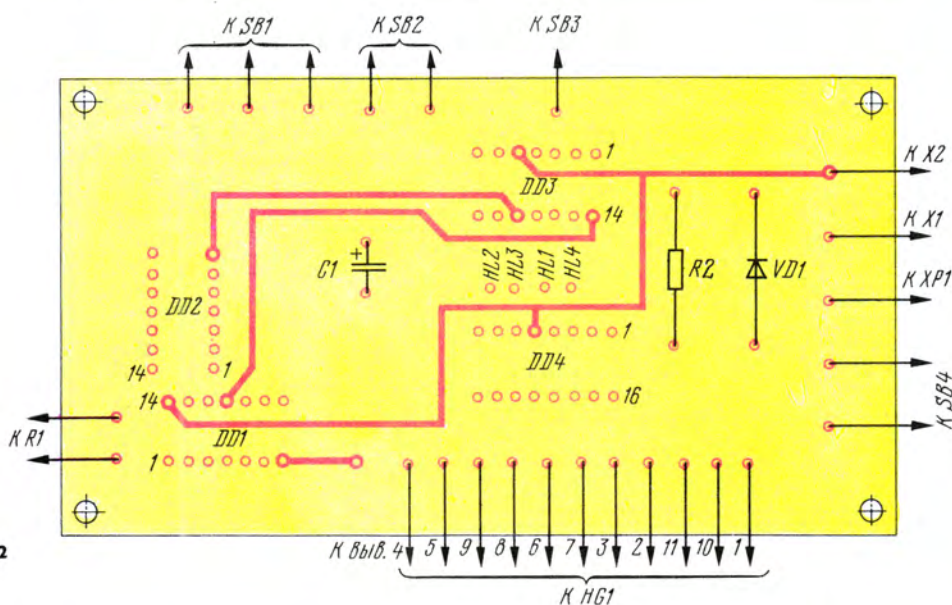 К SB1
К SB2
К SB3
1
DD3
14
К X2
К X1
К XP1
К SB4
HL2
HL3
HL1
HL4
+
C1
R2
VD1
DD2
14
1
1
DD4
16
14
DD1
1
К R1
К выв. 4 5 9 8 6 7 3 2 11 10 1
К HG1